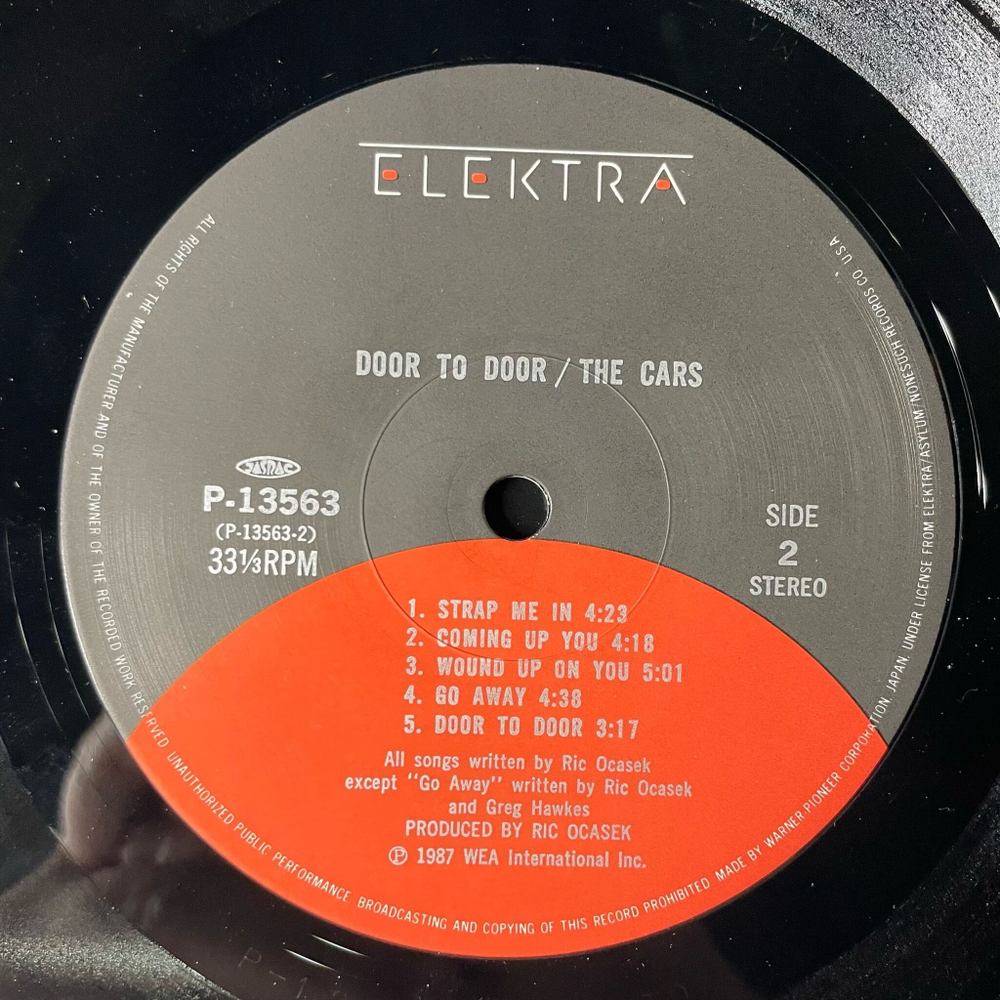 ELEKTRA
DOOR TO DOOR / THE CARS
JASRAC
P-13563
(P-13563-2)
33⅓RPM
SIDE
2
STEREO
1. STRAP ME IN 4:23
2. COMING UP YOU 4:18
3. WOUND UP ON YOU 5:01
4. GO AWAY 4:38
5. DOOR TO DOOR 3:17
All songs written by Ric Ocasek
except "Go Away" written by Ric Ocasek
and Greg Hawkes
PRODUCED BY RIC OCASEK
Ⓟ 1987 WEA International Inc.
ALL RIGHTS OF THE MANUFACTURER AND OF THE OWNER OF THE RECORDED WORK RESERVED UNAUTHORIZED PUBLIC PERFORMANCE BROADCASTING AND COPYING OF THIS RECORD PROHIBITED MADE BY WARNER-PIONEER CORPORATION, JAPAN, UNDER LICENSE FROM ELEKTRA/ASYLUM/NONESUCH RECORDS CO. U.S.A